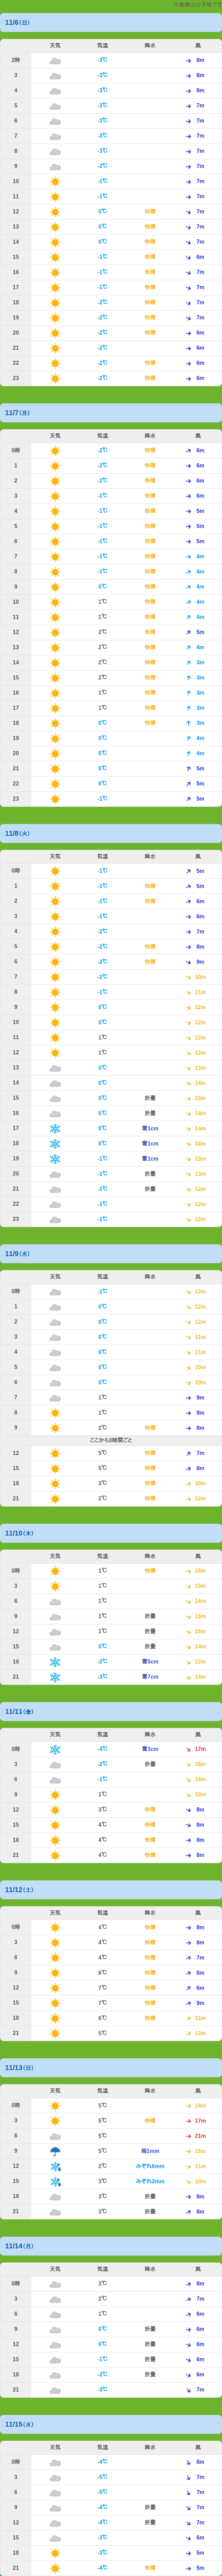 天狗棲山の予報です
11/6(日)
天気 気温 降水 風
2時 -3℃ 8m
3 -3℃ 8m
4 -3℃ 8m
5 -3℃ 7m
6 -3℃ 7m
7 -3℃ 7m
8 -3℃ 7m
9 -2℃ 7m
10 -1℃ 7m
11 -1℃ 7m
12 0℃ 快晴 7m
13 0℃ 快晴 7m
14 0℃ 快晴 7m
15 -1℃ 快晴 6m
16 -1℃ 快晴 7m
17 -1℃ 快晴 7m
18 -2℃ 快晴 7m
19 -2℃ 快晴 7m
20 -2℃ 快晴 6m
21 -2℃ 6m
22 -2℃ 快晴 6m
23 -2℃ 快晴 6m
11/7(月)
天気 気温 降水 風
0時 -2℃ 快晴 6m
1 -2℃ 快晴 6m
2 -2℃ 快晴 6m
3 -1℃ 快晴 6m
4 -1℃ 快晴 5m
5 -1℃ 快晴 5m
6 -1℃ 快晴 5m
7 -1℃ 快晴 4m
8 -1℃ 快晴 4m
9 0℃ 快晴 4m
10 1℃ 快晴 4m
11 1℃ 快晴 4m
12 2℃ 快晴 5m
13 2℃ 快晴 4m
14 2℃ 快晴 3m
15 2℃ 快晴 3m
16 1℃ 快晴 3m
17 1℃ 快晴 3m
18 0℃ 快晴 3m
19 0℃ 4m
20 0℃ 4m
21 0℃ 5m
22 0℃ 5m
23 -1℃ 5m
11/8(火)
天気 気温 降水 風
0時 -1℃ 5m
1 -1℃ 快晴 5m
2 -1℃ 快晴 6m
3 -1℃ 6m
4 -2℃ 7m
5 -2℃ 快晴 8m
6 -2℃ 快晴 9m
7 -2℃ 10m
8 -1℃ 11m
9 0℃ 12m
10 0℃ 12m
11 1℃ 12m
12 1℃ 13m
13 0℃ 13m
14 0℃ 14m
15 0℃ 折曇 15m
16 0℃ 折曇 14m
17 0℃ 雪1cm 14m
18 0℃ 雪1cm 14m
19 -1℃ 雪1cm 13m
20 -1℃ 折曇 13m
21 -1℃ 折曇 12m
22 -1℃ 12m
23 -1℃ 12m
11/9(水)
天気 気温 降水 風
0時 -1℃ 12m
1 0℃ 12m
2 0℃ 12m
3 0℃ 11m
4 0℃ 11m
5 0℃ 10m
6 0℃ 10m
7 1℃ 9m
8 1℃ 9m
9 2℃ 快晴 8m
ここから3時間ごと
12 5℃ 快晴 7m
15 5℃ 快晴 8m
18 3℃ 快晴 10m
21 2℃ 快晴 12m
11/10(木)
天気 気温 降水 風
0時 1℃ 快晴 15m
3 1℃ 15m
6 1℃ 14m
9 1℃ 折曇 15m
12 1℃ 折曇 16m
15 0℃ 折曇 14m
18 -2℃ 雪5cm 12m
21 -3℃ 雪7cm 14m
11/11(金)
天気 気温 降水 風
0時 -4℃ 雪3cm 17m
3 -2℃ 折曇 15m
6 -1℃ 14m
9 1℃ 10m
12 3℃ 快晴 8m
15 4℃ 快晴 8m
18 4℃ 快晴 8m
21 4℃ 快晴 8m
11/12(土)
天気 気温 降水 風
0時 4℃ 快晴 8m
3 4℃ 快晴 8m
6 4℃ 快晴 7m
9 6℃ 快晴 6m
12 7℃ 快晴 6m
15 7℃ 快晴 9m
18 6℃ 快晴 11m
21 5℃ 12m
11/13(日)
天気 気温 降水 風
0時 5℃ 14m
3 5℃ 快晴 17m
6 5℃ 21m
9 5℃ 雨1mm 16m
12 2℃ みぞれ6mm 11m
15 3℃ みぞれ2mm 10m
18 3℃ 折曇 8m
21 3℃ 折曇 8m
11/14(月)
天気 気温 降水 風
0時 3℃ 8m
3 2℃ 7m
6 1℃ 6m
9 0℃ 折曇 6m
12 0℃ 折曇 6m
15 -1℃ 折曇 6m
18 -2℃ 折曇 6m
21 -3℃ 7m
11/15(火)
天気 気温 降水 風
0時 -4℃ 8m
3 -5℃ 7m
6 -5℃ 7m
9 -4℃ 折曇 7m
12 -4℃ 折曇 7m
15 -3℃ 6m
18 -3℃ 5m
21 -4℃ 快晴 5m